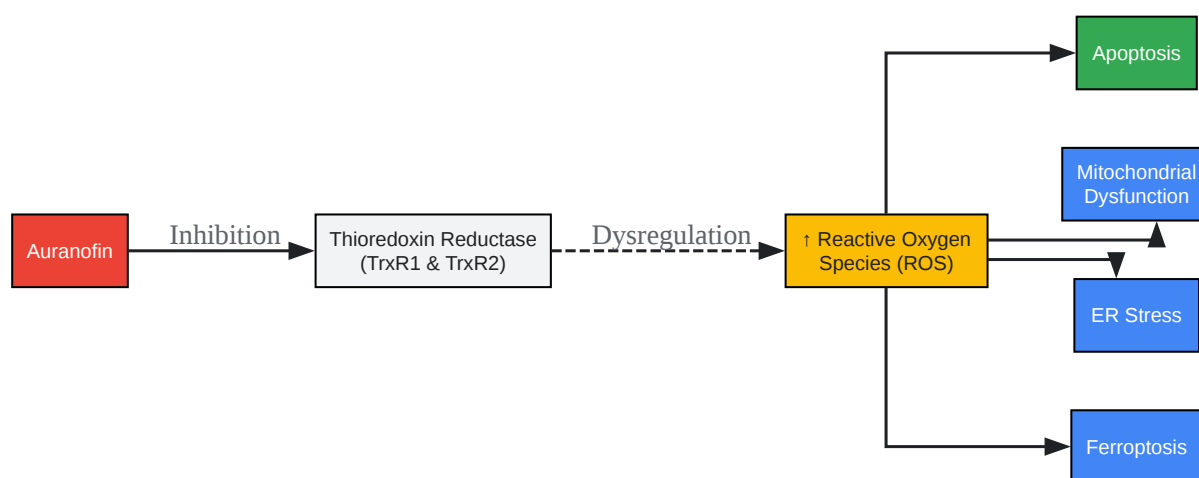 Auranofin
Inhibition
Thioredoxin Reductase
(TrxR1 & TrxR2)
Dysregulation
↑ Reactive Oxygen
Species (ROS)
Apoptosis
Mitochondrial
Dysfunction
ER Stress
Ferroptosis